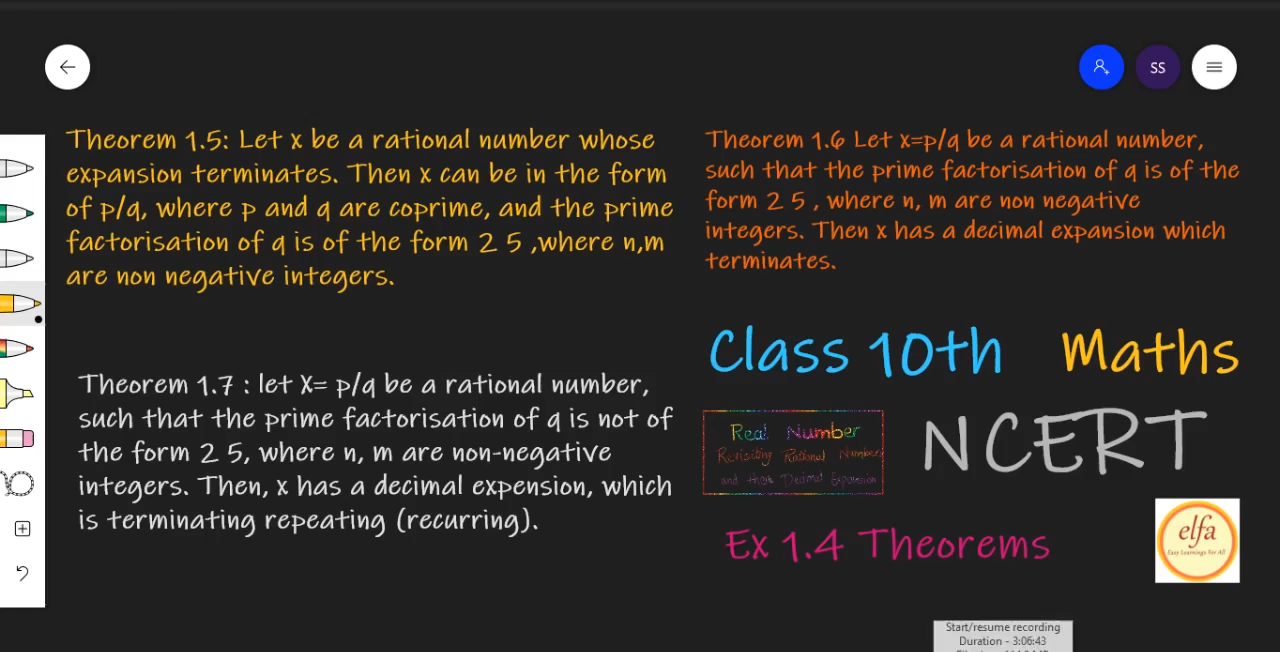 SS
Theorem 1.5: Let x be a rational number whose
expansion terminates. Then x can be in the form
of p/q, where p and q are coprime, and the prime
factorisation of q is of the form 2 5 ,where n,m
are non negative integers.
Theorem 1.6 Let x=p/q be a rational number,
such that the prime factorisation of q is of the
form 2 5 , where n, m are non negative
integers. Then x has a decimal expansion which
terminates.
Theorem 1.7 : let X= p/q be a rational number,
such that the prime factorisation of q is not of
the form 2 5, where n, m are non-negative
integers. Then, x has a decimal expension, which
is terminating repeating (recurring).
Class 10th Maths
Real Number
Revisiting Rational Numbers
and their Decimal Expansion
NCERT
Ex 1.4 Theorems
elfa
Easy Learnings For All
Start/resume recording
Duration - 3:06:43